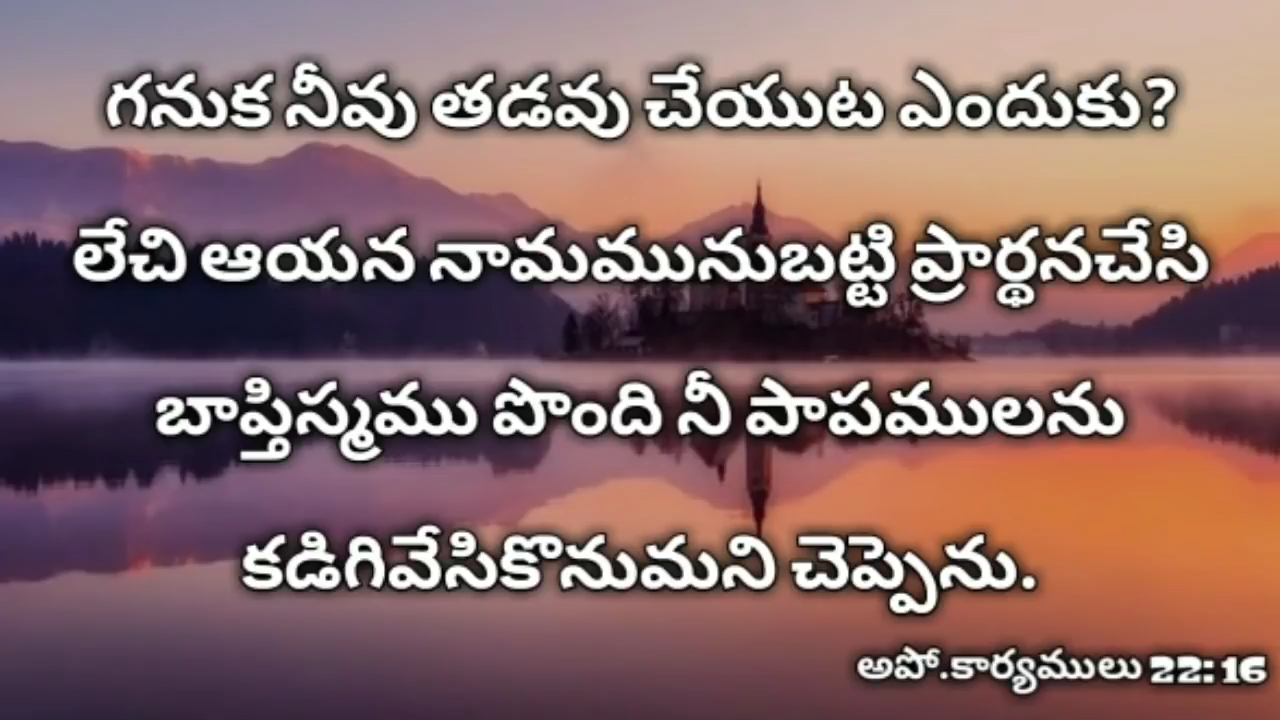 గనుక నీవు తడవు చేయుట ఎందుకు?
లేచి ఆయన నామమునుబట్టి ప్రార్థనచేసి
బాప్తిస్మము పొంది నీ పాపములను
కడిగివేసికొనుమని చెప్పెను.
అపో.కార్యములు 22:16